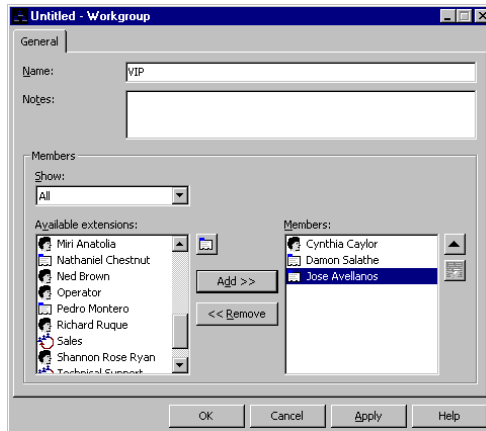 Untitled - Workgroup
General
Name:
VIP
Notes:
Members
Show:
All
Available extensions:
Miri Anatolia
Nathaniel Chestnut
Ned Brown
Operator
Pedro Montero
Richard Ruque
Sales
Shannon Rose Ryan
Technical Support
Add >>
<< Remove
Members:
Cynthia Caylor
Damon Salathe
Jose Avellanos
OK
Cancel
Apply
Help